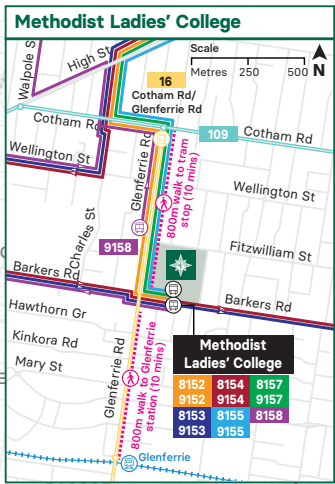 Methodist Ladies' College
Walpole St
High St
Scale
Metres 250 500
N
16
Cotham Rd/
Glenferrie Rd
Cotham Rd
109
Cotham Rd
Wellington St
Glenferrie Rd
800m walk to tram
stop (10 mins)
Wellington St
Charles St
9158
Fitzwilliam St
Barkers Rd
Barkers Rd
Hawthorn Gr
Kinkora Rd
Mary St
Glenferrie Rd
800m walk to Glenferrie
station (10 mins)
Methodist
Ladies' College
8152 8154 8157
9152 9154 9157
8153 8155 8158
9153 9155
Glenferrie